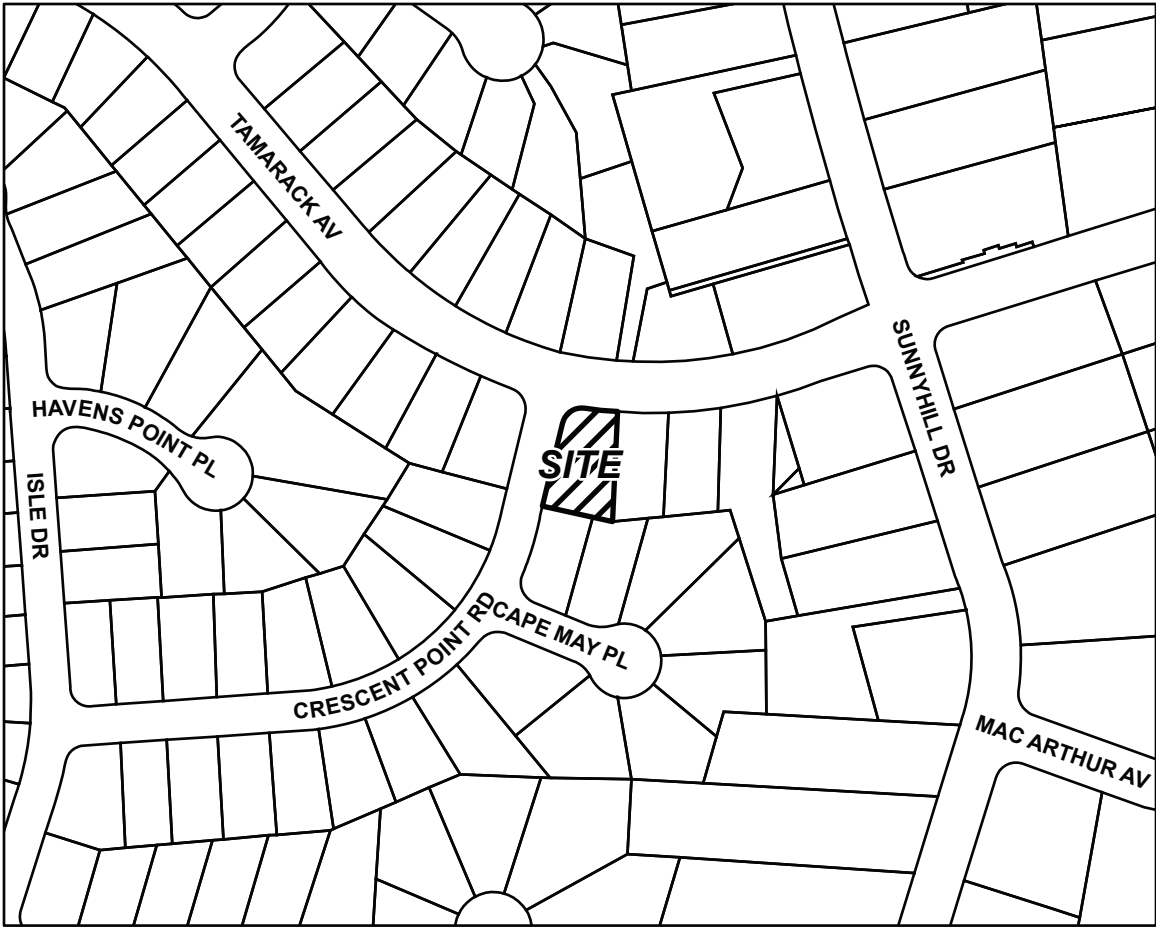 TAMARACK AV
SUNNYHILL DR
HAVENS POINT PL
SITE
ISLE DR
CAPE MAY PL
CRESCENT POINT RD
MAC ARTHUR AV